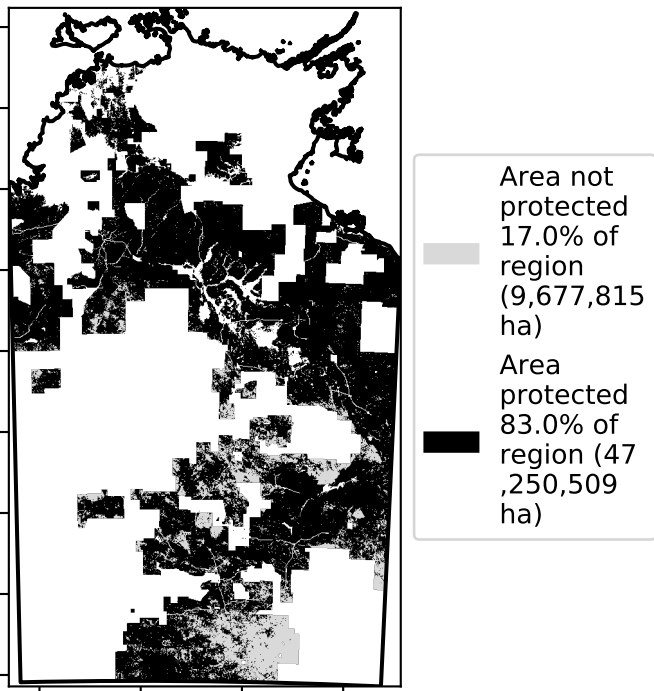 Area not
protected
17.0% of
region
(9,677,815
ha)
Area
protected
83.0% of
region (47
,250,509
ha)